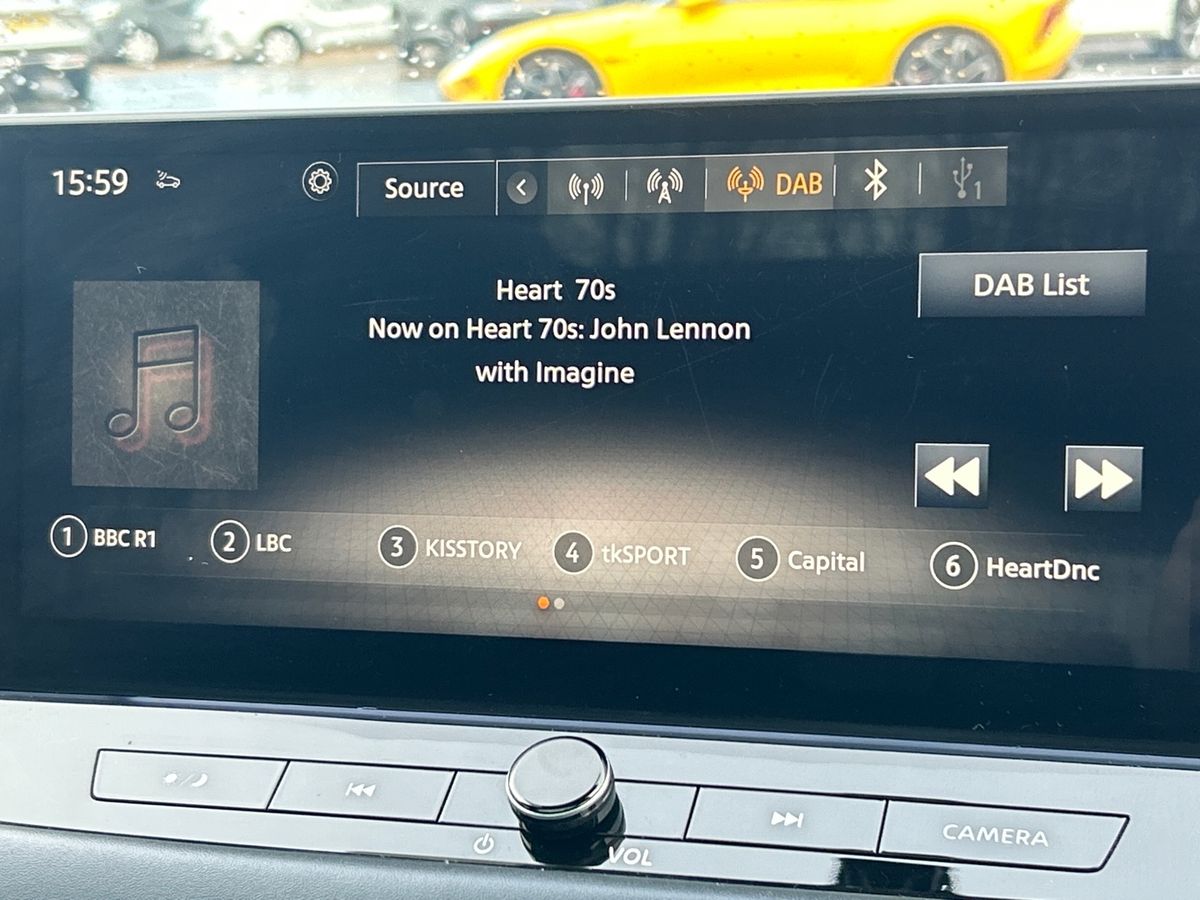 15:59
Source
DAB
1
DAB List
Heart 70s
Now on Heart 70s: John Lennon
with Imagine
1 BBC R1
2 LBC
3 KISSTORY
4 tkSPORT
5 Capital
6 HeartDnc
VOL
CAMERA